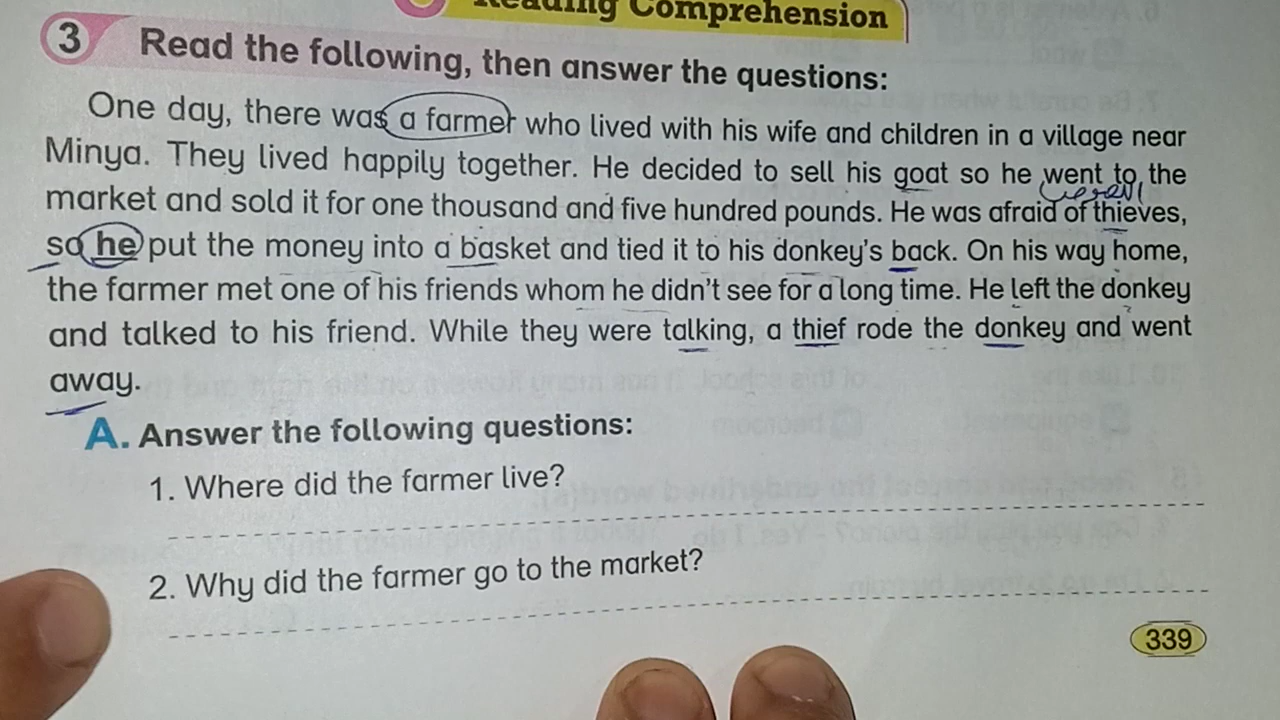 Reading Comprehension
3 Read the following, then answer the questions:
One day, there was a farmer who lived with his wife and children in a village near
Minya. They lived happily together. He decided to sell his goat so he went to the
market and sold it for one thousand and five hundred pounds. He was afraid of thieves,
so he put the money into a basket and tied it to his donkey's back. On his way home,
the farmer met one of his friends whom he didn't see for a long time. He left the donkey
and talked to his friend. While they were talking, a thief rode the donkey and went
away.
A. Answer the following questions:
1. Where did the farmer live?
2. Why did the farmer go to the market?
339